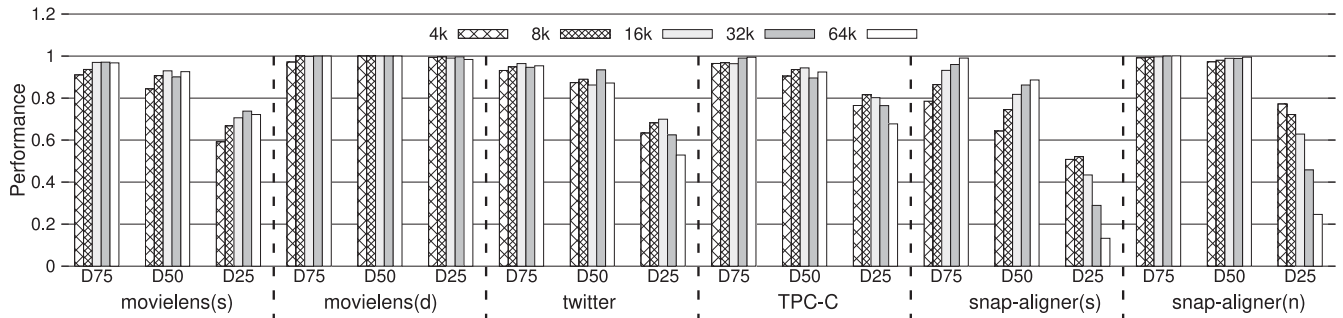 1.2
4k 8k 16k 32k 64k
1
0.8
0.6
0.4
0.2
0
Performance
D75 D50 D25 D75 D50 D25 D75 D50 D25 D75 D50 D25 D75 D50 D25 D75 D50 D25
movielens(s) movielens(d) twitter TPC-C snap-aligner(s) snap-aligner(n)